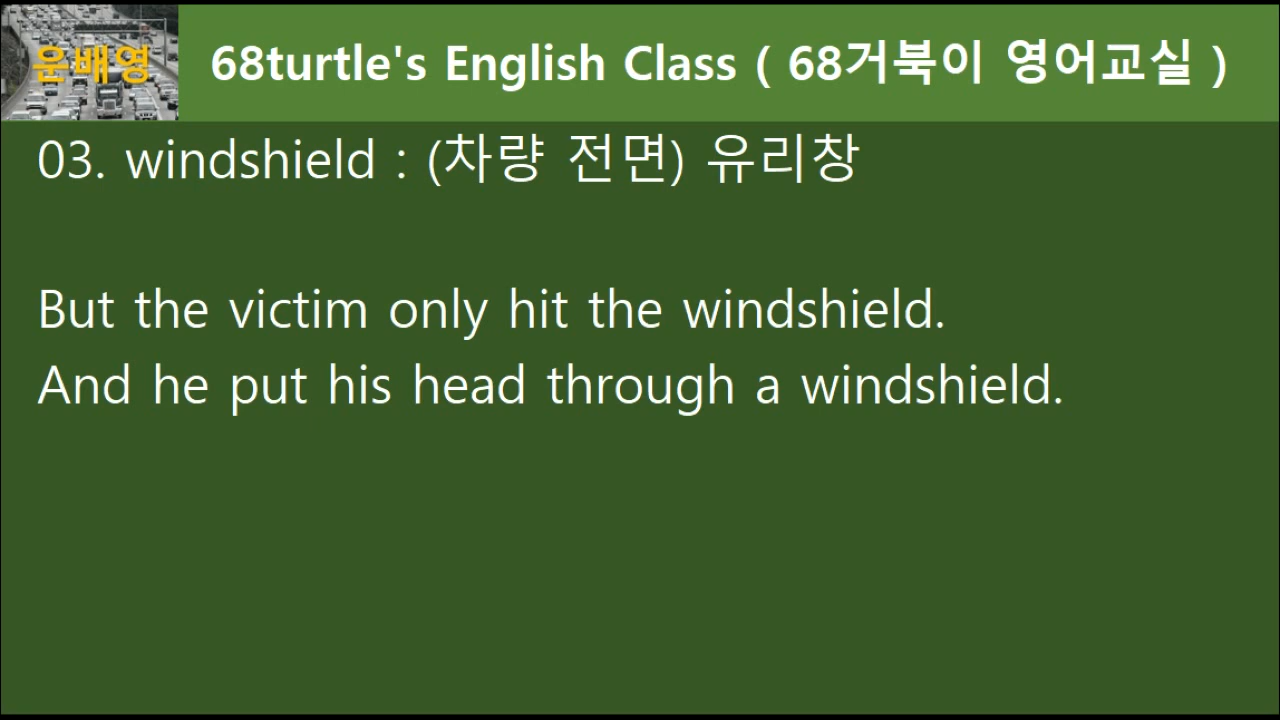 운배영
68turtle's English Class ( 68거북이 영어교실 )
03. windshield : (차량 전면) 유리창
But the victim only hit the windshield.
And he put his head through a windshield.